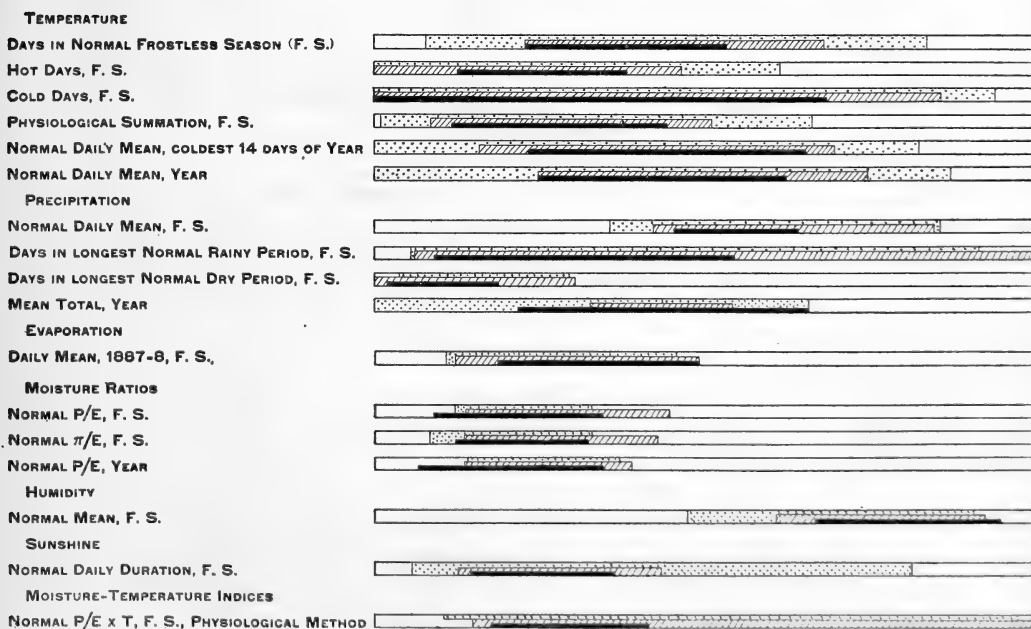 TEMPERATURE
DAYS IN NORMAL FROSTLESS SEASON (F. S.)
HOT DAYS, F. S.
COLD DAYS, F. S.
PHYSIOLOGICAL SUMMATION, F. S.
NORMAL DAILY MEAN, COLDEST 14 DAYS OF YEAR
NORMAL DAILY MEAN, YEAR
PRECIPITATION
NORMAL DAILY MEAN, F. S.
DAYS IN LONGEST NORMAL RAINY PERIOD, F. S.
DAYS IN LONGEST NORMAL DRY PERIOD, F. S.
MEAN TOTAL, YEAR
EVAPORATION
DAILY MEAN, 1887-8, F. S.,
MOISTURE RATIOS
NORMAL P/E, F. S.
NORMAL π/E, F. S.
NORMAL P/E, YEAR
HUMIDITY
NORMAL MEAN, F. S.
SUNSHINE
NORMAL DAILY DURATION, F. S.
MOISTURE-TEMPERATURE INDICES
NORMAL P/E x T, F. S., PHYSIOLOGICAL METHOD